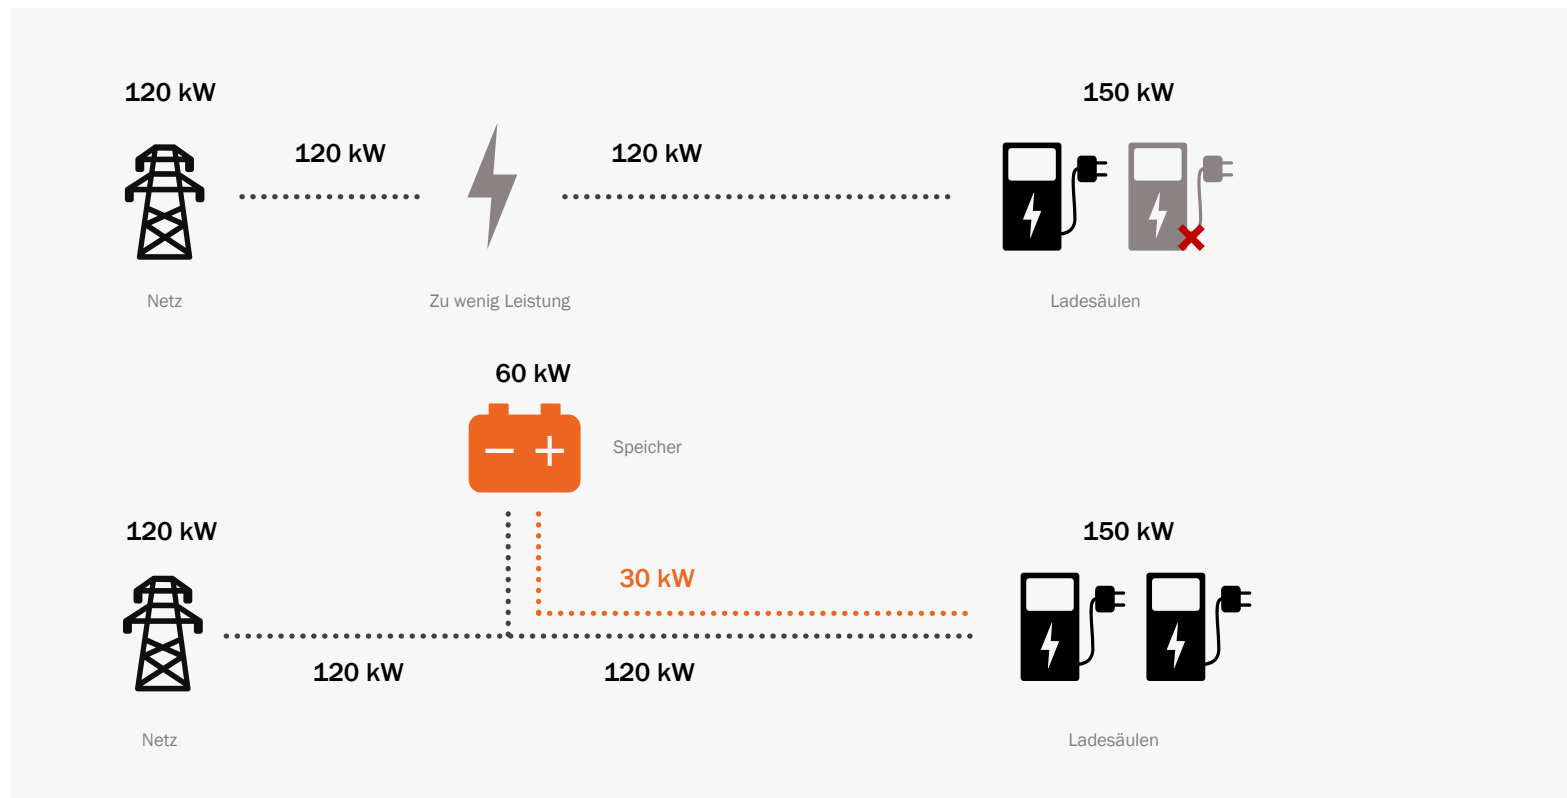 120 kW
150 kW
120 kW
120 kW
Netz
Zu wenig Leistung
Ladesäulen
60 kW
Speicher
120 kW
150 kW
30 kW
120 kW
120 kW
Netz
Ladesäulen